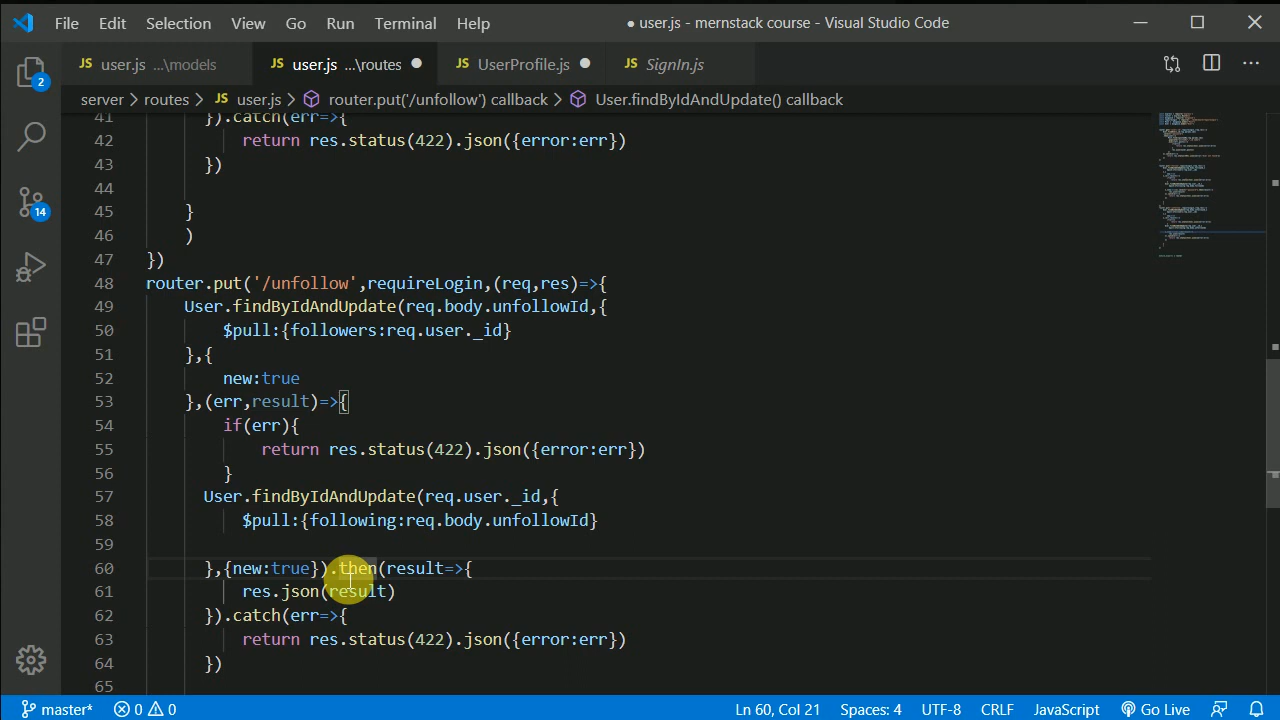 File Edit Selection View Go Run Terminal Help ● user.js - mernstack course - Visual Studio Code
JS user.js ...\models JS user.js ...\routes ● JS UserProfile.js ● JS SignIn.js ...
2
server > routes > JS user.js > router.put('/unfollow') callback > User.findByIdAndUpdate() callback
41 }).catch(err=>{
42 return res.status(422).json({error:err})
43 })
44
45 }
46 )
47 })
48 router.put('/unfollow',requireLogin,(req,res)=>{
49 User.findByIdAndUpdate(req.body.unfollowId,{
50 $pull:{followers:req.user._id}
51 },{
52 new:true
53 },(err,result)=>{
54 if(err){
55 return res.status(422).json({error:err})
56 }
57 User.findByIdAndUpdate(req.user._id,{
58 $pull:{following:req.body.unfollowId}
59
60 },{new:true}).then(result=>{
61 res.json(result)
62 }).catch(err=>{
63 return res.status(422).json({error:err})
64 })
65
14
master* 0 0 Ln 60, Col 21 Spaces: 4 UTF-8 CRLF JavaScript Go Live